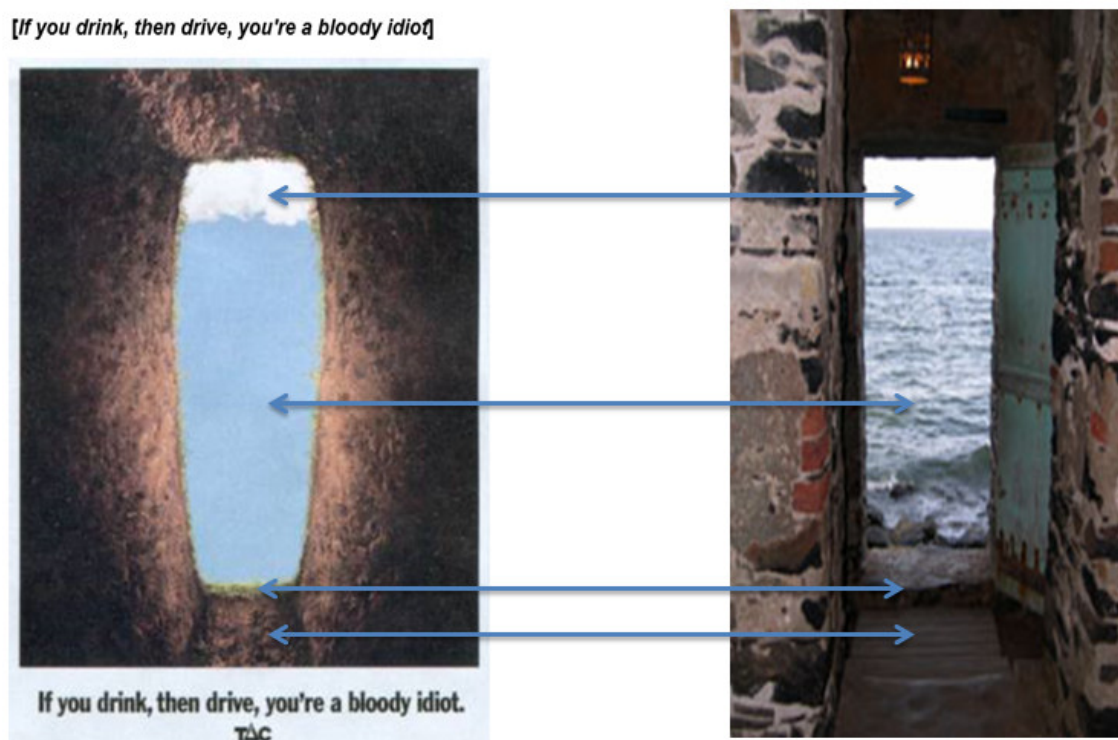 [If you drink, then drive, you're a bloody idiot]
If you drink, then drive, you're a bloody idiot.
TAC